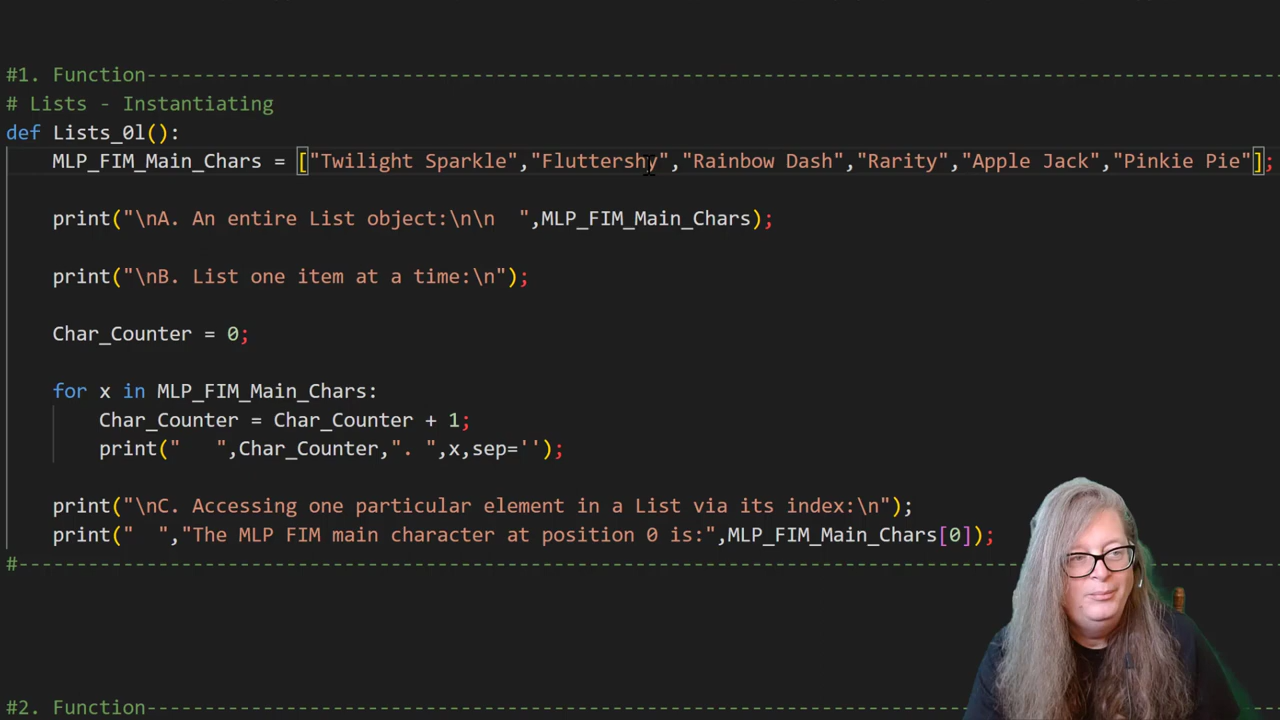 #1. Function----------------------------------------------------------------------------------------------------
# Lists - Instantiating
def Lists_0l():
MLP_FIM_Main_Chars = ["Twilight Sparkle","Fluttershy","Rainbow Dash","Rarity","Apple Jack","Pinkie Pie"];
print("\nA. An entire List object:\n\n  ",MLP_FIM_Main_Chars);
print("\nB. List one item at a time:\n");
Char_Counter = 0;
for x in MLP_FIM_Main_Chars:
Char_Counter = Char_Counter + 1;
print("   ",Char_Counter,". ",x,sep='');
print("\nC. Accessing one particular element in a List via its index:\n");
print("  ","The MLP FIM main character at position 0 is:",MLP_FIM_Main_Chars[0]);
#-------------------------------------------------------------------------------------------------------------
#2. Function----------------------------------------------------------------------------------------------------